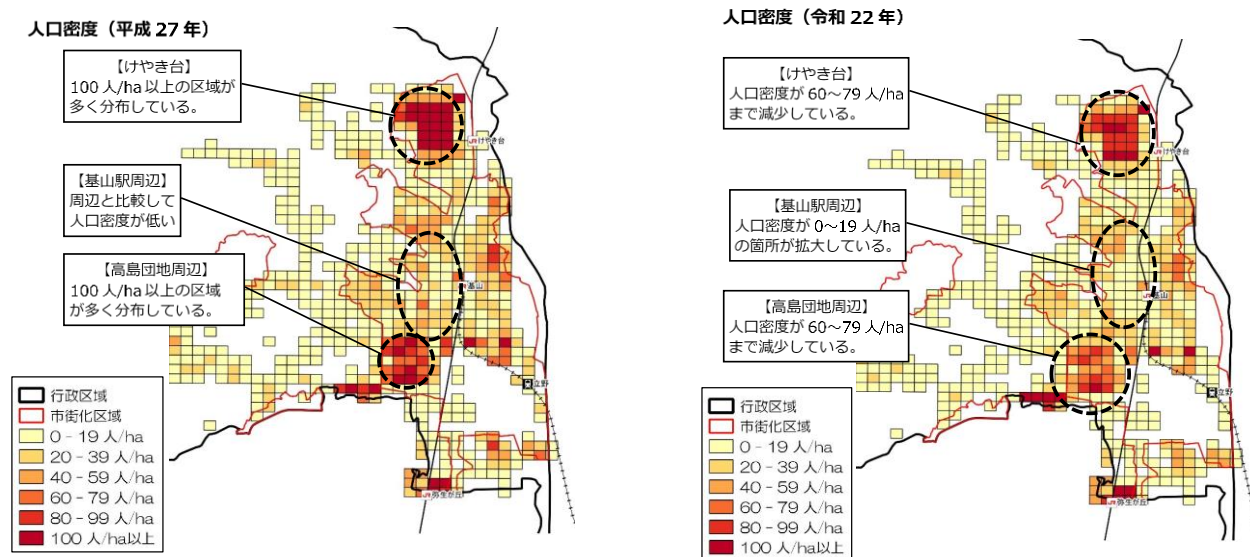 人口密度（平成 27 年）
【けやき台】
100 人/ha 以上の区域が
多く分布している。
【基山駅周辺】
周辺と比較して
人口密度が低い
【高島団地周辺】
100 人/ha 以上の区域
が多く分布している。
JRけやき台
JR基山
立野
JR弥生が丘
行政区域
市街化区域
0 - 19 人/ha
20 - 39 人/ha
40 - 59 人/ha
60 - 79 人/ha
80 - 99 人/ha
100 人/ha以上
人口密度（令和 22 年）
【けやき台】
人口密度が 60～79 人/ha
まで減少している。
【基山駅周辺】
人口密度が 0～19 人/ha
の箇所が拡大している。
【高島団地周辺】
人口密度が 60～79 人/ha
まで減少している。
JRけやき台
JR基山
立野
JR弥生が丘
行政区域
市街化区域
0 - 19 人/ha
20 - 39 人/ha
40 - 59 人/ha
60 - 79 人/ha
80 - 99 人/ha
100 人/ha以上